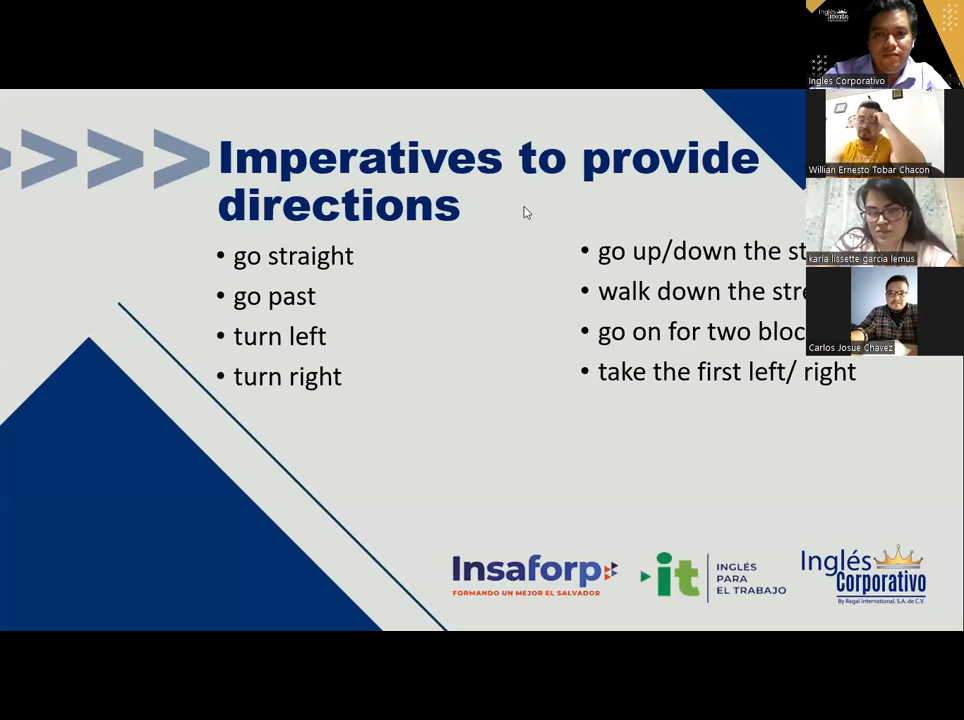 Imperatives to provide
directions
• go straight
• go past
• turn left
• turn right
• go up/down the st
• walk down the stre
• go on for two bloc
• take the first left/ right
Insaforp
FORMANDO UN MEJOR EL SALVADOR
it
INGLÉS
PARA
EL TRABAJO
Inglés
Corporativo
By Regal International, S.A. de C.V.
Inglés
Corporativo
Ingles Corporativo
Willian Ernesto Tobar Chacon
karla lissette garcia lemus
Carlos Josue Chavez